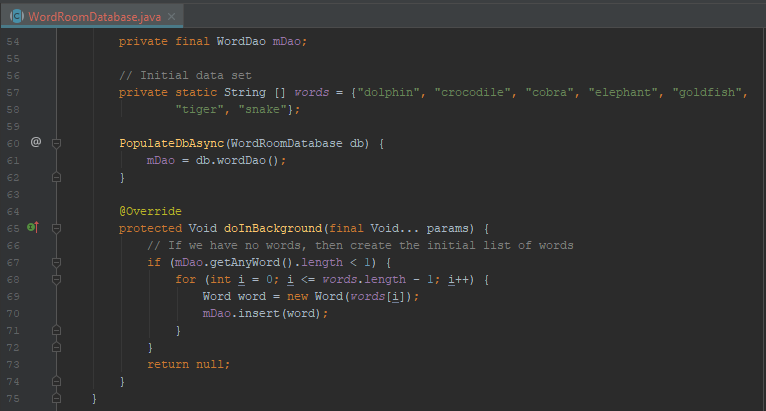 WordRoomDatabase.java
54 private final WordDao mDao;
55
56 // Initial data set
57 private static String [] words = {"dolphin", "crocodile", "cobra", "elephant", "goldfish",
58 "tiger", "snake"};
59
60 @ PopulateDbAsync(WordRoomDatabase db) {
61 mDao = db.wordDao();
62 }
63
64 @Override
65 protected Void doInBackground(final Void... params) {
66 // If we have no words, then create the initial list of words
67 if (mDao.getAnyWord().length < 1) {
68 for (int i = 0; i <= words.length - 1; i++) {
69 Word word = new Word(words[i]);
70 mDao.insert(word);
71 }
72 }
73 return null;
74 }
75 }